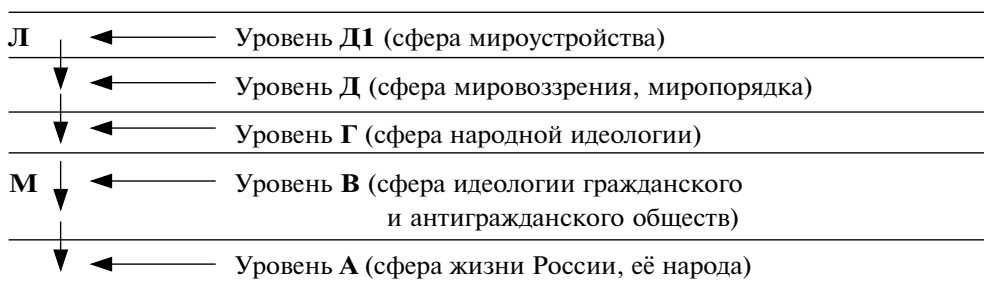 Л Уровень Д1 (сфера мироустройства)
Уровень Д (сфера мировоззрения, миропорядка)
Уровень Г (сфера народной идеологии)
М Уровень В (сфера идеологии гражданского
и антигражданского обществ)
Уровень А (сфера жизни России, её народа)